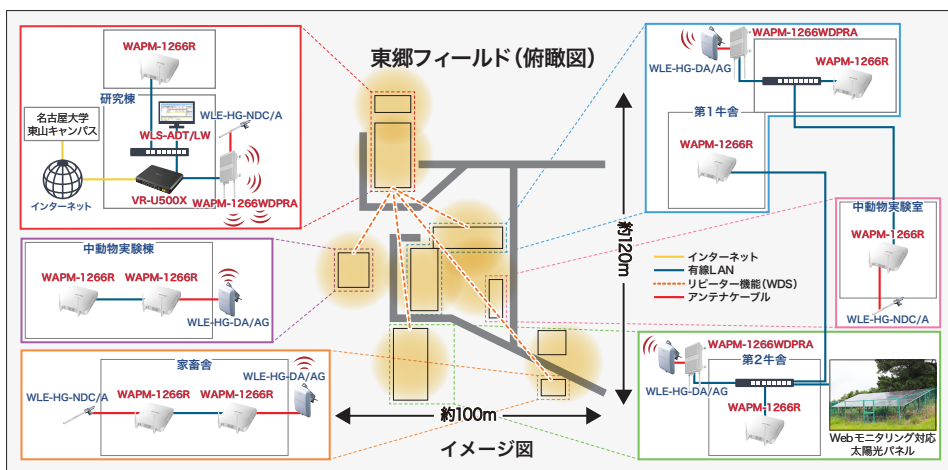 東郷フィールド（俯瞰図）
WAPM-1266R
研究棟
名古屋大学
東山キャンパス
WLE-HG-NDC/A
WLS-ADT/LW
インターネット
VR-U500X
WAPM-1266WDPRA
中動物実験棟
WAPM-1266R
WAPM-1266R
WLE-HG-DA/AG
家畜舎
WLE-HG-DA/AG
WLE-HG-NDC/A
WAPM-1266R
WAPM-1266R
約120m
約100m
イメージ図
WAPM-1266WDPRA
WLE-HG-DA/AG
WAPM-1266R
第1牛舎
WAPM-1266R
中動物実験室
WAPM-1266R
WLE-HG-NDC/A
インターネット
有線LAN
リピーター機能（WDS）
アンテナケーブル
WAPM-1266WDPRA
第2牛舎
WLE-HG-DA/AG
WAPM-1266R
Webモニタリング対応
太陽光パネル